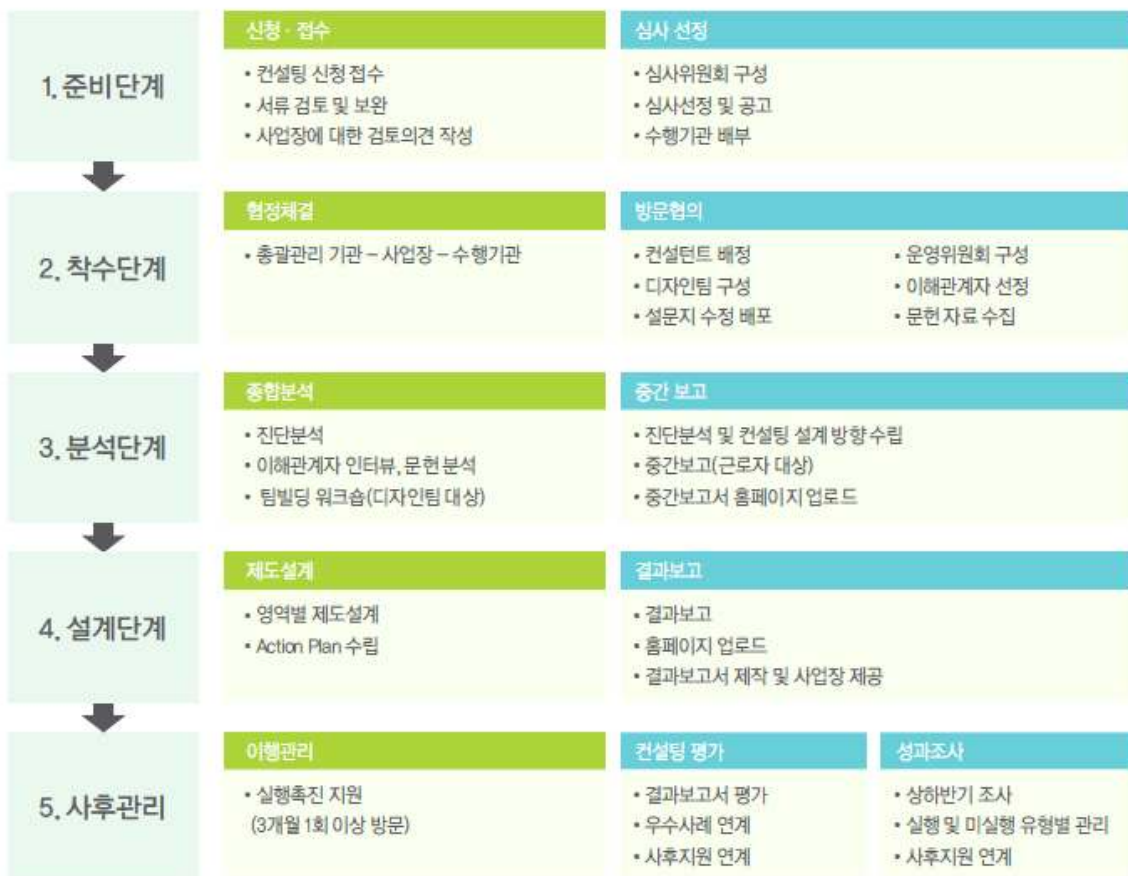 1. 준비단계
신청 · 접수
• 컨설팅 신청 접수
• 서류 검토 및 보완
• 사업장에 대한 검토의견 작성
심사 선정
• 심사위원회 구성
• 심사선정 및 공고
• 수행기관 배부
2. 착수단계
협정체결
• 총괄관리 기관 – 사업장 – 수행기관
방문협의
• 컨설턴트 배정
• 디자인팀 구성
• 설문지 수정 배포
• 운영위원회 구성
• 이해관계자 선정
• 문헌 자료 수집
3. 분석단계
종합분석
• 진단분석
• 이해관계자 인터뷰, 문헌 분석
• 팀빌딩 워크숍(디자인팀 대상)
중간 보고
• 진단분석 및 컨설팅 설계 방향 수립
• 중간보고(근로자 대상)
• 중간보고서 홈페이지 업로드
4. 설계단계
제도설계
• 영역별 제도설계
• Action Plan 수립
결과보고
• 결과보고
• 홈페이지 업로드
• 결과보고서 제작 및 사업장 제공
5. 사후관리
이행관리
• 실행촉진 지원
(3개월 1회 이상 방문)
컨설팅 평가
• 결과보고서 평가
• 우수사례 연계
• 사후지원 연계
성과조사
• 상하반기 조사
• 실행 및 미실행 유형별 관리
• 사후지원 연계